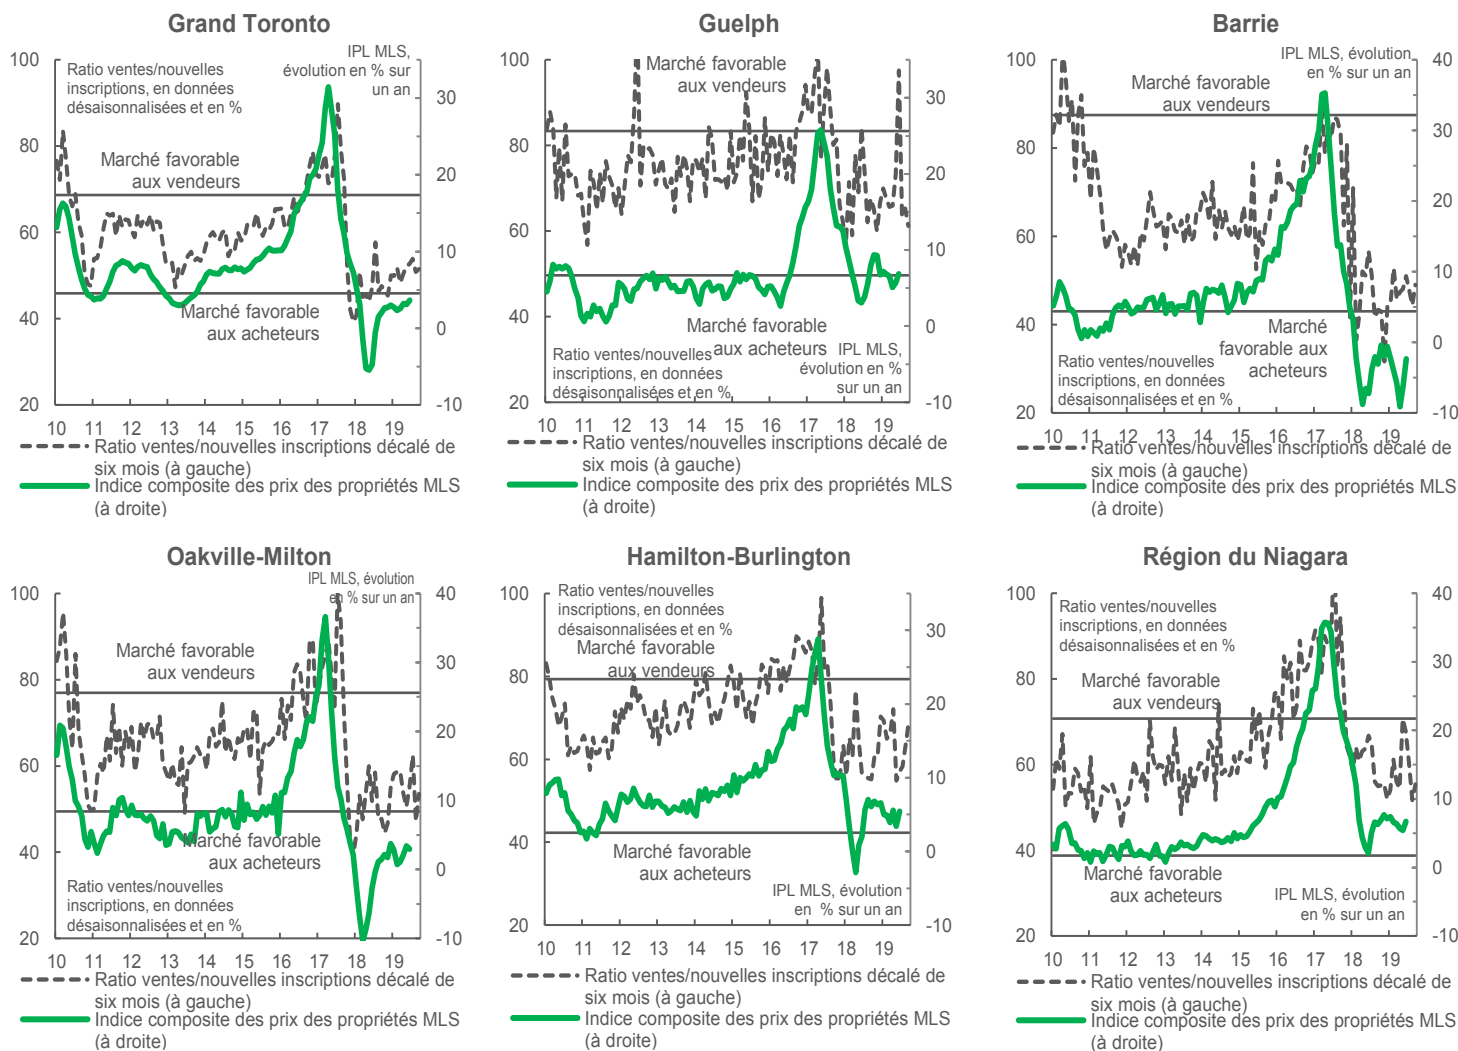 Grand Toronto
IPL MLS,
évolution en % sur
un an
Ratio ventes/nouvelles
inscriptions, en données
désaisonnalisées et en %
Marché favorable
aux vendeurs
Marché favorable
aux acheteurs
100
80
60
40
20
30
20
10
0
-10
10 11 12 13 14 15 16 17 18 19
Ratio ventes/nouvelles inscriptions décalé de
six mois (à gauche)
Indice composite des prix des propriétés MLS
(à droite)
Guelph
Marché favorable
aux vendeurs
Marché favorable
aux acheteurs
Ratio ventes/nouvelles
inscriptions, en données
désaisonnalisées et en %
IPL MLS,
évolution en %
sur un an
100
80
60
40
20
30
20
10
0
-10
10 11 12 13 14 15 16 17 18 19
Ratio ventes/nouvelles inscriptions décalé de
six mois (à gauche)
Indice composite des prix des propriétés MLS
(à droite)
Barrie
IPL MLS, évolution
en % sur un an
Marché favorable
aux vendeurs
Marché
favorable aux
acheteurs
Ratio ventes/nouvelles
inscriptions, en données
désaisonnalisées et en %
100
80
60
40
20
40
30
20
10
0
-10
10 11 12 13 14 15 16 17 18 19
Ratio ventes/nouvelles inscriptions décalé de
six mois (à gauche)
Indice composite des prix des propriétés MLS
(à droite)
Oakville-Milton
IPL MLS, évolution
en % sur un an
Marché favorable
aux vendeurs
Marché favorable
aux acheteurs
Ratio ventes/nouvelles
inscriptions, en données
désaisonnalisées et en %
100
80
60
40
20
40
30
20
10
0
-10
10 11 12 13 14 15 16 17 18 19
Ratio ventes/nouvelles inscriptions décalé de
six mois (à gauche)
Indice composite des prix des propriétés MLS
(à droite)
Hamilton-Burlington
Ratio ventes/nouvelles
inscriptions, en données
désaisonnalisées et en %
Marché favorable
aux vendeurs
Marché favorable
aux acheteurs
IPL MLS, évolution
en % sur un an
100
80
60
40
20
30
20
10
0
-10
10 11 12 13 14 15 16 17 18 19
Ratio ventes/nouvelles inscriptions décalé de
six mois (à gauche)
Indice composite des prix des propriétés MLS
(à droite)
Région du Niagara
Ratio ventes/nouvelles
inscriptions, en données
désaisonnalisées et en %
Marché favorable
aux vendeurs
Marché favorable
aux acheteurs
IPL MLS, évolution
en % sur un an
100
80
60
40
20
40
30
20
10
0
-10
10 11 12 13 14 15 16 17 18 19
Ratio ventes/nouvelles inscriptions décalé de
six mois (à gauche)
Indice composite des prix des propriétés MLS
(à droite)